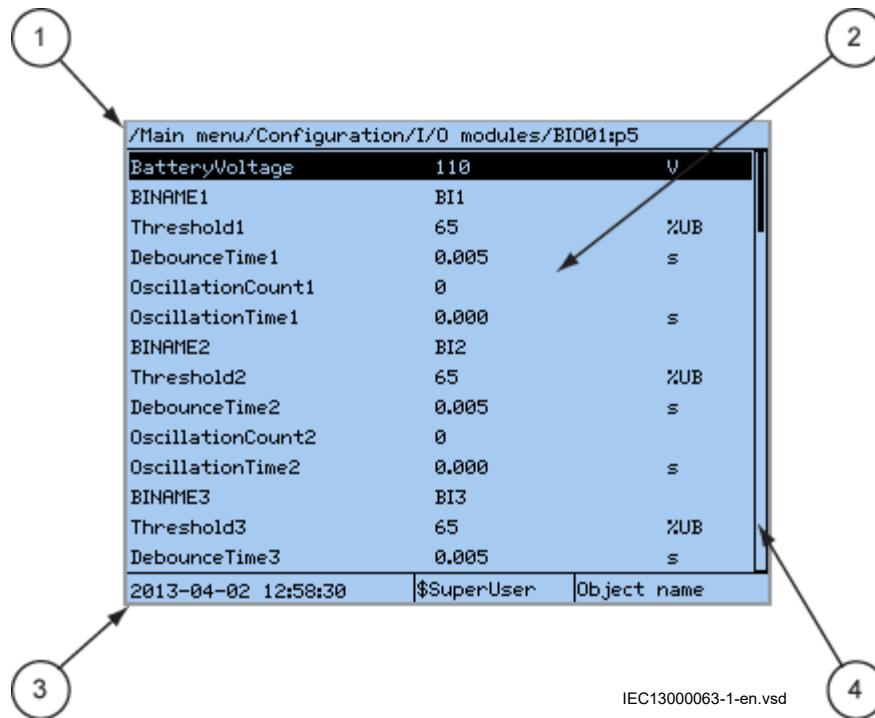 1
2
/Main menu/Configuration/I/O modules/BIO01:p5
BatteryVoltage 110 V
BINAME1 BI1
Threshold1 65 %UB
DebounceTime1 0.005 s
OscillationCount1 0
OscillationTime1 0.000 s
BINAME2 BI2
Threshold2 65 %UB
DebounceTime2 0.005 s
OscillationCount2 0
OscillationTime2 0.000 s
BINAME3 BI3
Threshold3 65 %UB
DebounceTime3 0.005 s
2013-04-02 12:58:30 $SuperUser Object name
3
IEC13000063-1-en.vsd
4